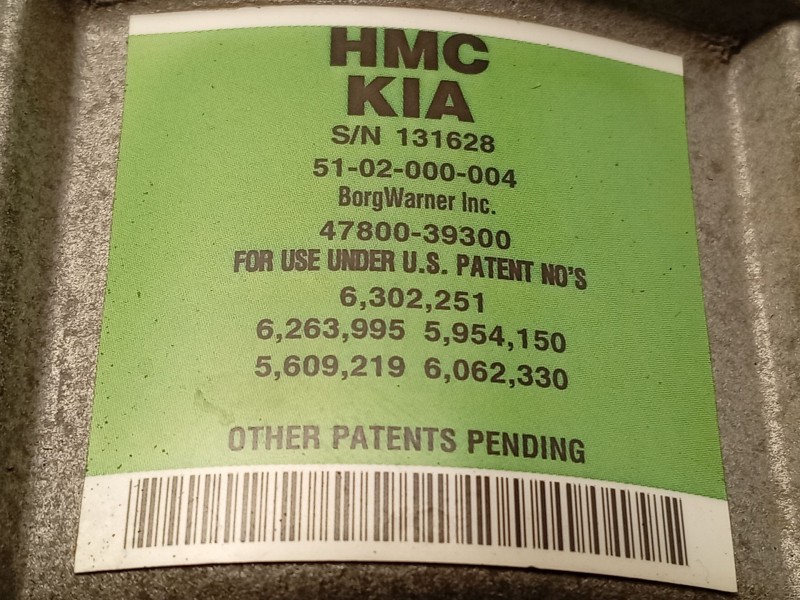 HMC
KIA
S/N 131628
51-02-000-004
BorgWarner Inc.
47800-39300
FOR USE UNDER U.S. PATENT NO'S
6,302,251
6,263,995 5,954,150
5,609,219 6,062,330
OTHER PATENTS PENDING